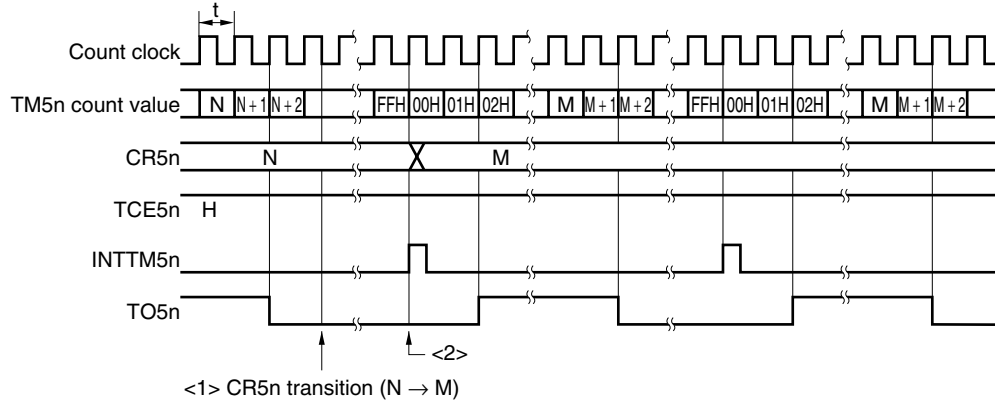 t
Count clock
TM5n count value N N + 1 N + 2 FFH 00H 01H 02H M M + 1 M + 2 FFH 00H 01H 02H M M + 1 M + 2
CR5n N M
TCE5n H
INTTM5n
TO5n
<2>
<1> CR5n transition (N → M)